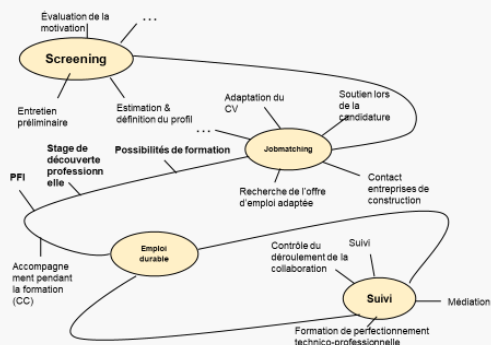 Évaluation de la
motivation
...
Screening
Entretien
préliminaire
Estimation &
définition du profil
Adaptation du
CV
Soutien lors
de la
candidature
...
Jobmatching
Possibilités de formation
Stage de
découverte
professionn
elle
PFI
Recherche de l'offre
d'emploi adaptée
Contact
entreprises de
construction
Accompagne
ment pendant
la formation
(CC)
Emploi
durable
Contrôle du
déroulement de la
collaboration
Suivi
Suivi
Médiation
Formation de perfectionnement
technico-professionnelle